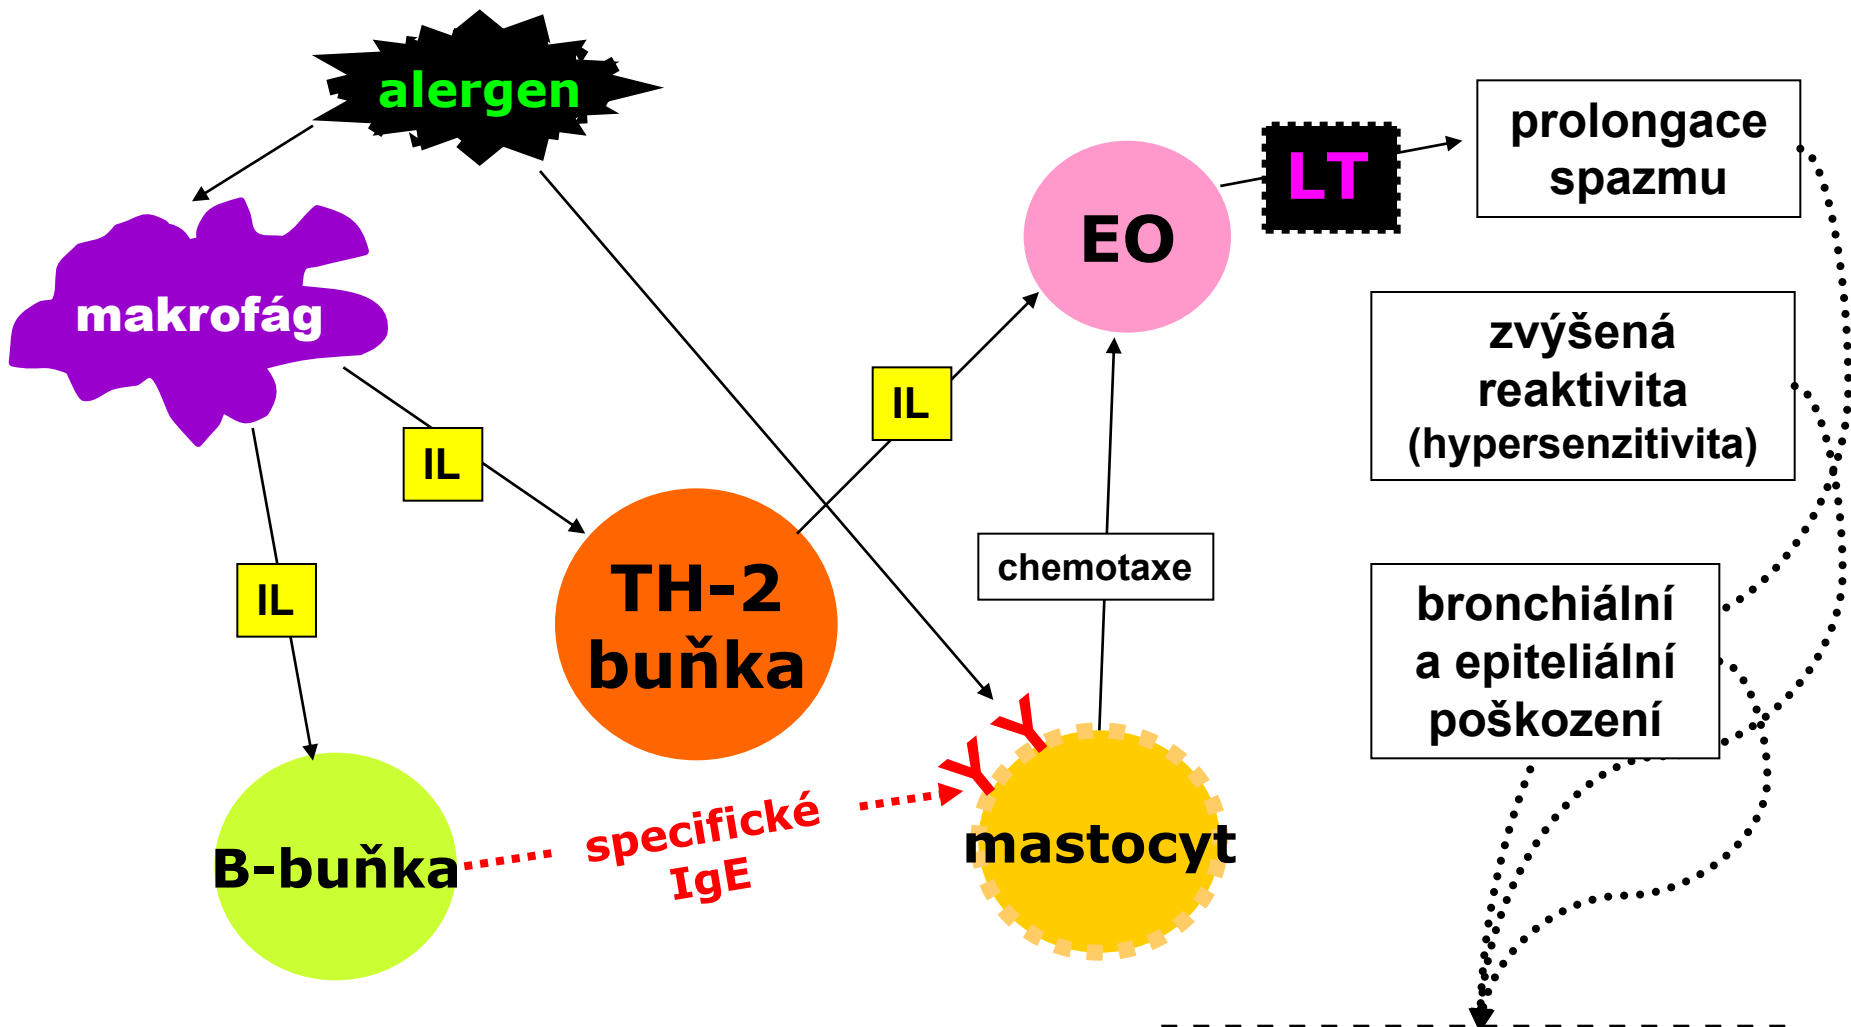 alergen
LT
prolongace
spazmu
EO
makrofág
zvýšená
reaktivita
(hypersenzitivita)
IL
IL
chemotaxe
IL
TH-2
buňka
bronchiální
a epiteliální
poškození
Y
Y
specifické
IgE
mastocyt
B-buňka